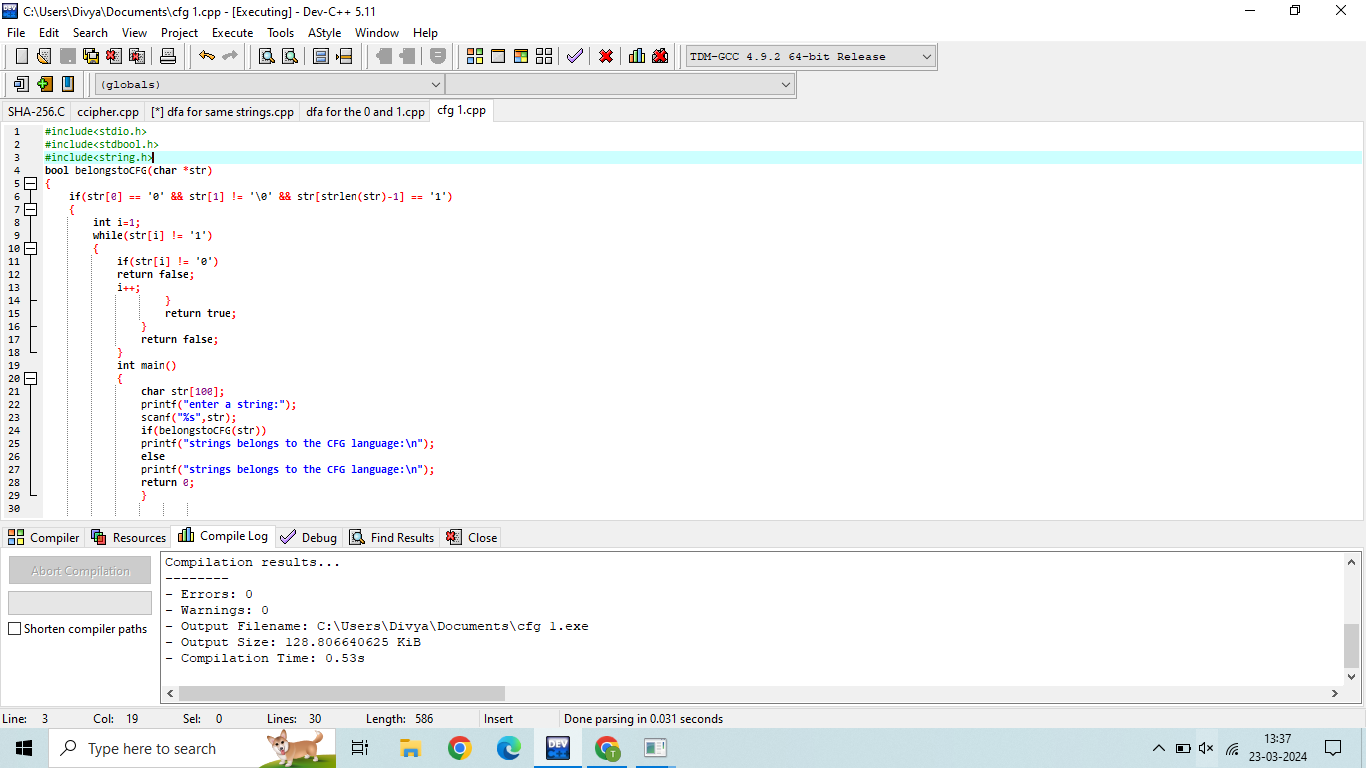 C:\Users\Divya\Documents\cfg 1.cpp - [Executing] - Dev-C++ 5.11
File Edit Search View Project Execute Tools AStyle Window Help
TDM-GCC 4.9.2 64-bit Release
(globals)
SHA-256.C ccipher.cpp [*] dfa for same strings.cpp dfa for the 0 and 1.cpp cfg 1.cpp
1 #include<stdio.h>
2 #include<stdbool.h>
3 #include<string.h>
4 bool belongstoCFG(char *str)
5 {
6 if(str[0] == '0' && str[1] != '\0' && str[strlen(str)-1] == '1')
7 {
8 int i=1;
9 while(str[i] != '1')
10 {
11 if(str[i] != '0')
12 return false;
13 i++;
14 }
15 return true;
16 }
17 return false;
18 }
19 int main()
20 {
21 char str[100];
22 printf("enter a string:");
23 scanf("%s",str);
24 if(belongstoCFG(str))
25 printf("strings belongs to the CFG language:\n");
26 else
27 printf("strings belongs to the CFG language:\n");
28 return 0;
29 }
30
Compiler Resources Compile Log Debug Find Results Close
Abort Compilation
Shorten compiler paths
Compilation results...
--------
- Errors: 0
- Warnings: 0
- Output Filename: C:\Users\Divya\Documents\cfg 1.exe
- Output Size: 128.806640625 KiB
- Compilation Time: 0.53s
Line: 3 Col: 19 Sel: 0 Lines: 30 Length: 586 Insert Done parsing in 0.031 seconds
Type here to search
DEV
T
13:37
23-03-2024